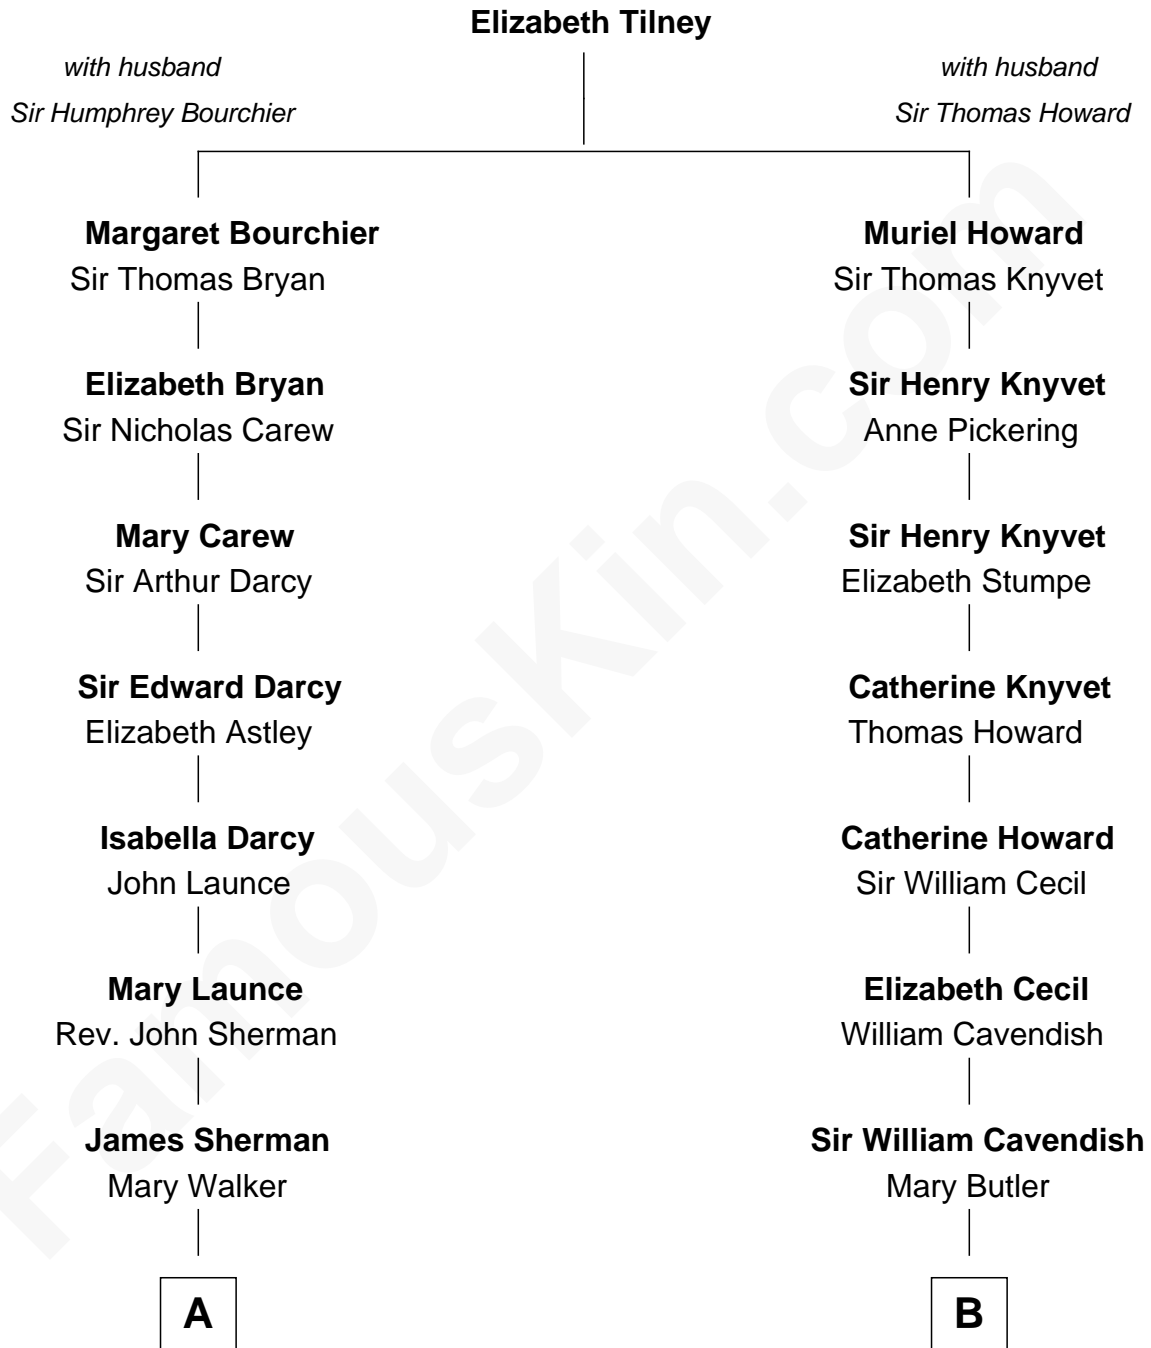 Elizabeth Tilney
with husband
Sir Humphrey Bourchier
with husband
Sir Thomas Howard
Margaret Bourchier
Sir Thomas Bryan
Muriel Howard
Sir Thomas Knyvet
Elizabeth Bryan
Sir Nicholas Carew
Sir Henry Knyvet
Anne Pickering
Mary Carew
Sir Arthur Darcy
Sir Henry Knyvet
Elizabeth Stumpe
Sir Edward Darcy
Elizabeth Astley
Catherine Knyvet
Thomas Howard
Isabella Darcy
John Launce
Catherine Howard
Sir William Cecil
Mary Launce
Rev. John Sherman
Elizabeth Cecil
William Cavendish
James Sherman
Mary Walker
Sir William Cavendish
Mary Butler
A
B
FamousKin.com